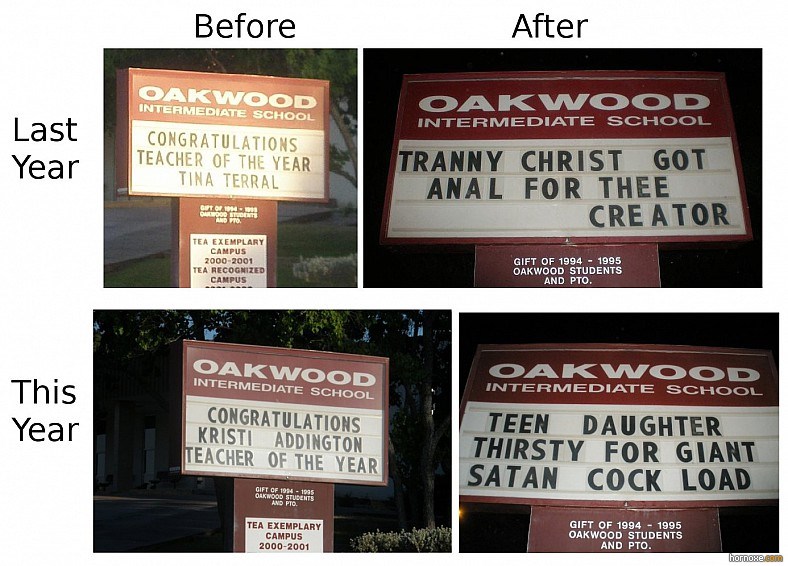 Before
After
Last
Year
OAKWOOD
INTERMEDIATE SCHOOL
CONGRATULATIONS
TEACHER OF THE YEAR
TINA TERRAL
GIFT OF 1994 - 1995
OAKWOOD STUDENTS
AND PTO.
TEA EXEMPLARY
CAMPUS
2000-2001
TEA RECOGNIZED
CAMPUS
OAKWOOD
INTERMEDIATE SCHOOL
TRANNY CHRIST GOT
ANAL FOR THEE
CREATOR
GIFT OF 1994 - 1995
OAKWOOD STUDENTS
AND PTO.
This
Year
OAKWOOD
INTERMEDIATE SCHOOL
CONGRATULATIONS
KRISTI ADDINGTON
TEACHER OF THE YEAR
GIFT OF 1994 - 1995
OAKWOOD STUDENTS
AND PTO.
TEA EXEMPLARY
CAMPUS
2000-2001
OAKWOOD
INTERMEDIATE SCHOOL
TEEN DAUGHTER
THIRSTY FOR GIANT
SATAN COCK LOAD
GIFT OF 1994 - 1995
OAKWOOD STUDENTS
AND PTO.
hornoxe.com